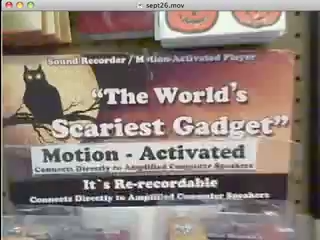 sept26.mov
Sound Recorder / Motion-Activated Player
"The World's
Scariest Gadget"
Motion - Activated
Connects Directly to Amplified Computer Speakers
It`s Re-recordable
Connects Directly to Amplified Computer Speakers